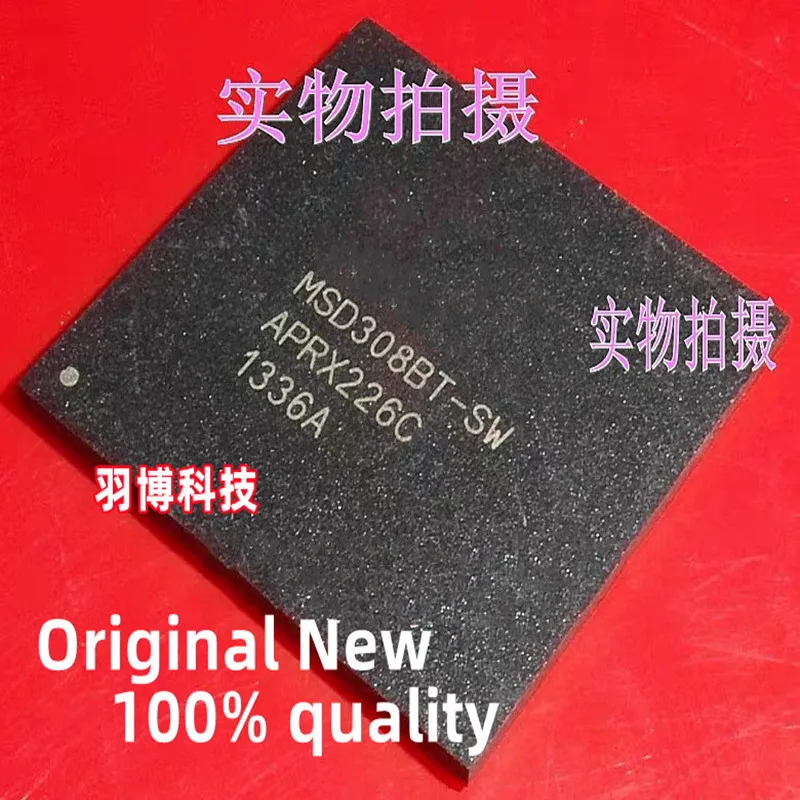 实物拍摄
实物拍摄
MSD308BT-SW
APRX226C
1336A
羽博科技
Original New
100% quality